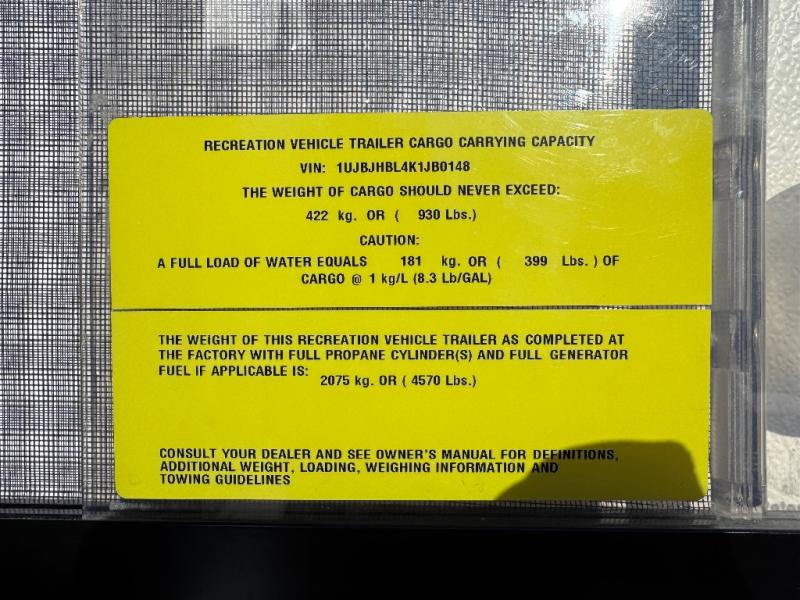 RECREATION VEHICLE TRAILER CARGO CARRYING CAPACITY
VIN: 1UJBJHBL4K1JB0148
THE WEIGHT OF CARGO SHOULD NEVER EXCEED:
422 kg. OR ( 930 Lbs.)
CAUTION:
A FULL LOAD OF WATER EQUALS 181 kg. OR ( 399 Lbs. ) OF
CARGO @ 1 kg/L (8.3 Lb/GAL)
THE WEIGHT OF THIS RECREATION VEHICLE TRAILER AS COMPLETED AT
THE FACTORY WITH FULL PROPANE CYLINDER(S) AND FULL GENERATOR
FUEL IF APPLICABLE IS:
2075 kg. OR ( 4570 Lbs.)
CONSULT YOUR DEALER AND SEE OWNER'S MANUAL FOR DEFINITIONS,
ADDITIONAL WEIGHT, LOADING, WEIGHING INFORMATION AND
TOWING GUIDELINES